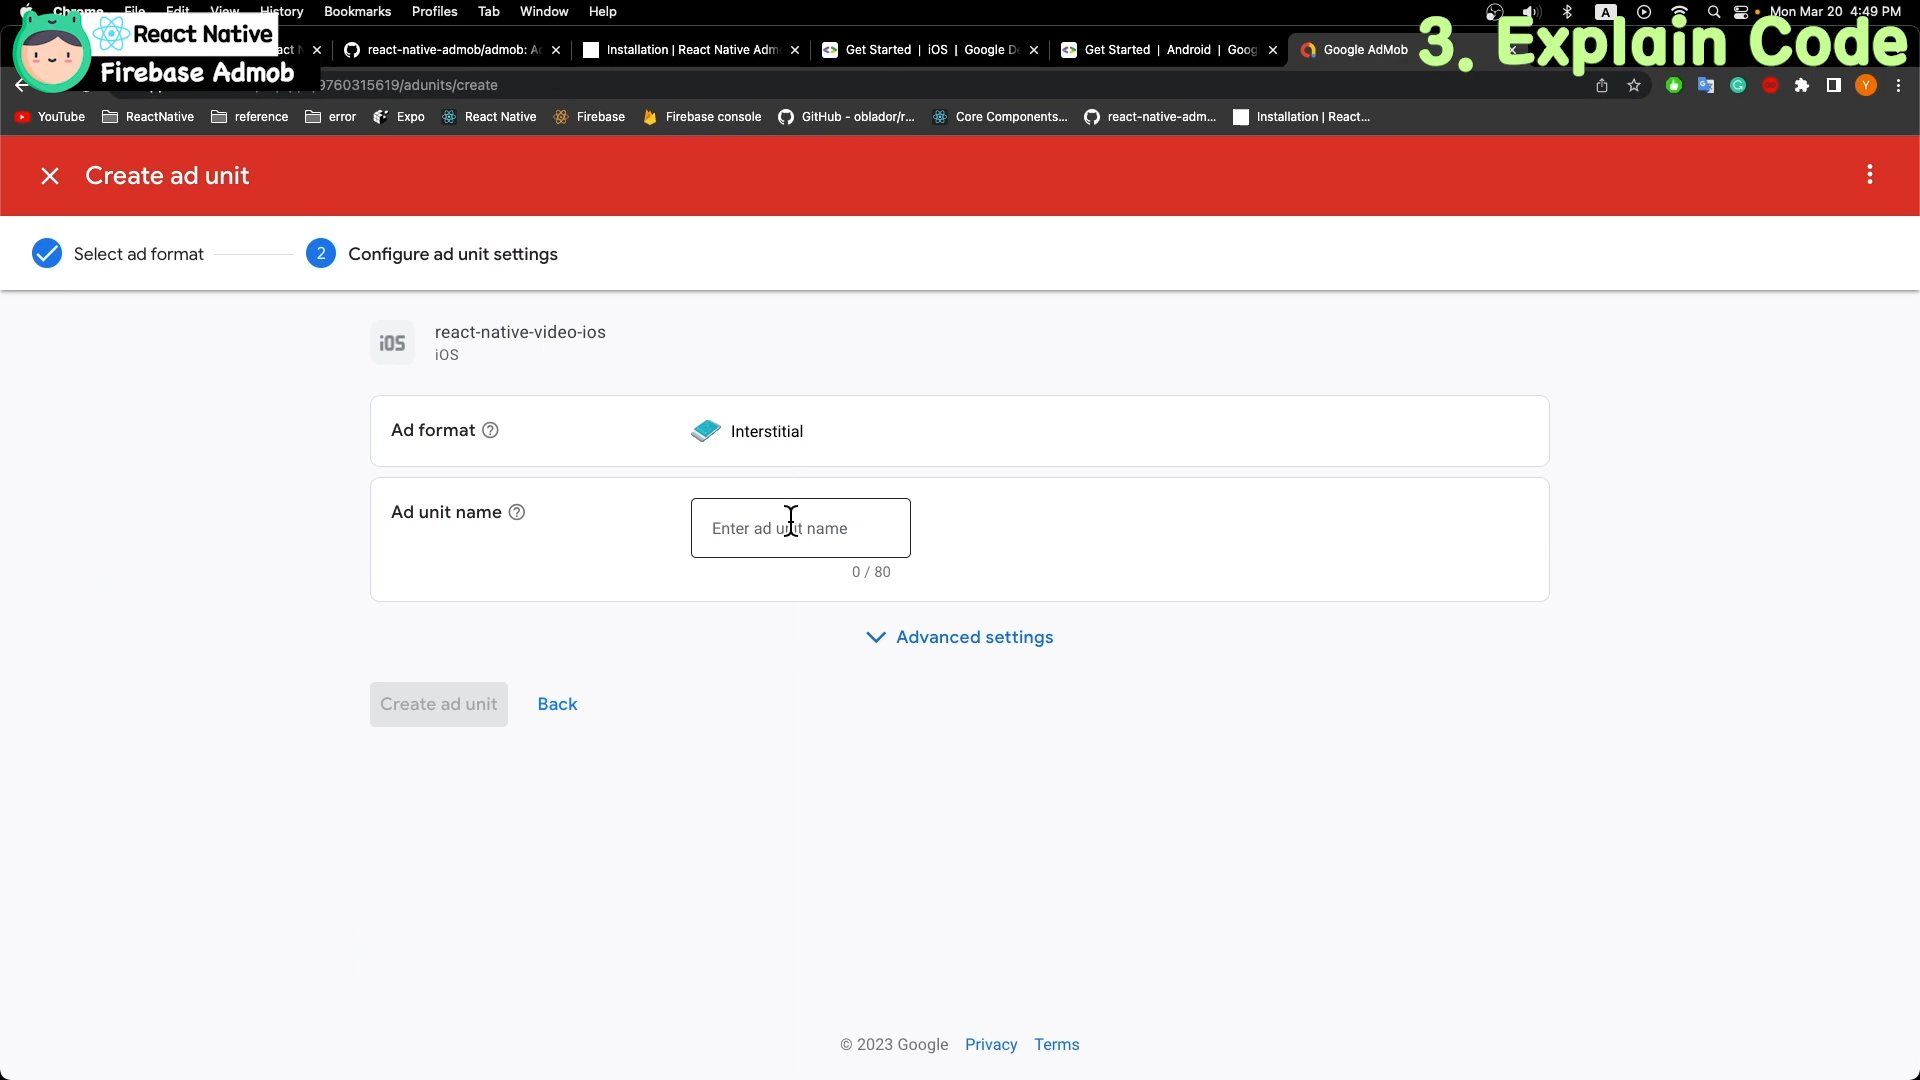 Chrome File Edit View History Bookmarks Profiles Tab Window Help
A
Mon Mar 20 4:49 PM
React Native
Firebase Admob
3. Explain Code
react-native-admob/admob: A
Installation | React Native Adm
Get Started | iOS | Google De
Get Started | Android | Goog
Google AdMob
9760315619/adunits/create
Y
YouTube
ReactNative
reference
error
Expo
React Native
Firebase
Firebase console
GitHub - oblador/r...
Core Components...
react-native-adm...
Installation | React...
Create ad unit
Select ad format
2 Configure ad unit settings
iOS
react-native-video-ios
iOS
Ad format
Interstitial
Ad unit name
Enter ad unit name
0 / 80
Advanced settings
Create ad unit
Back
© 2023 Google Privacy Terms